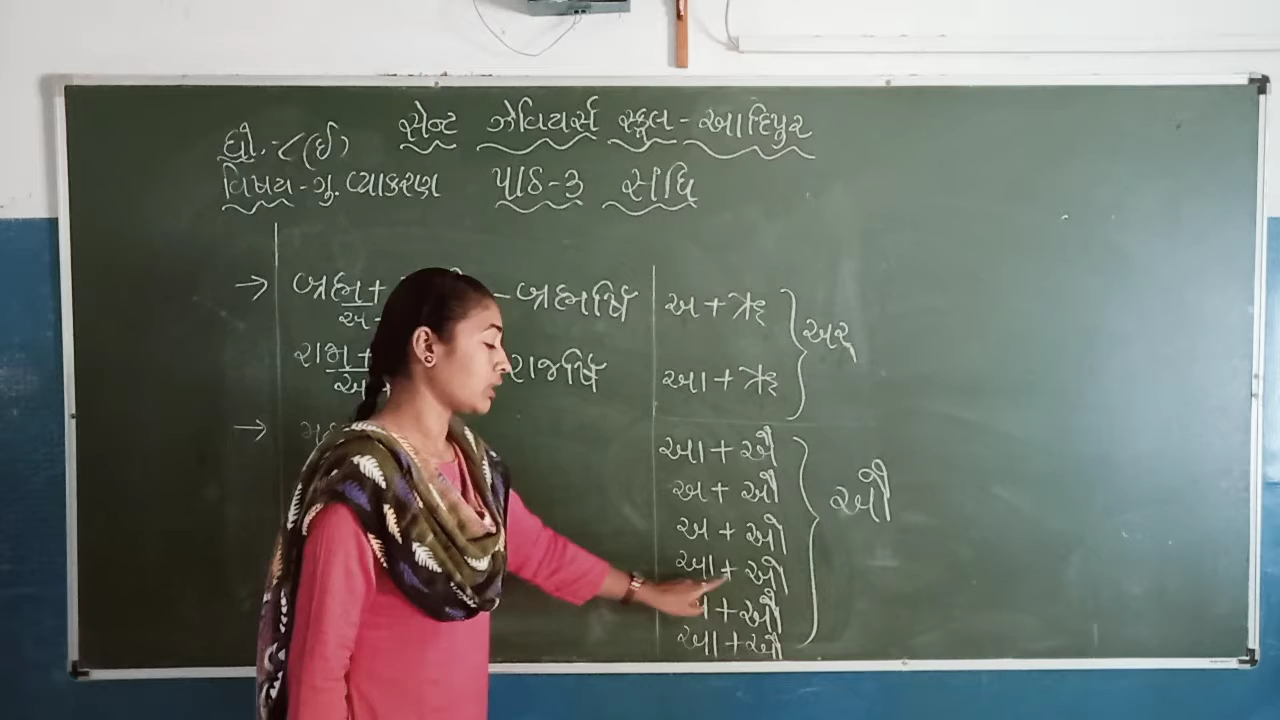 સેન્ટ ઝેવિયર્સ સ્કૂલ - આદિપુર
ધો. - ૮ (ઈ)
વિષય - ગુ. વ્યાકરણ પાઠ - ૩ સંધિ
→ બ્રહ્મ + - બ્રહ્મર્ષિ અ + ઋ
અ
અર્
રાજ + રાજર્ષિ આ + ઋ
અ
→
આ + ઔ
અ + ઔ
અ + ઓ
ઔ
આ + ઓ
+ ઔ
આ + ઔ